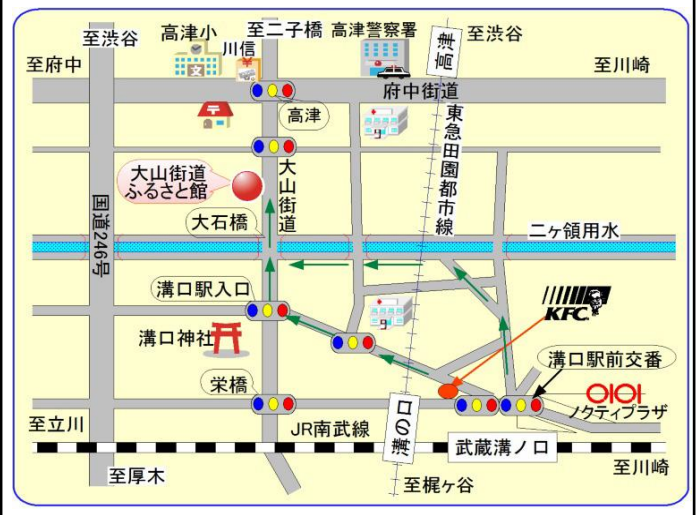 至渋谷
高津小
至二子橋
高津警察署
至渋谷
高津
川信
至府中
文
至川崎
府中街道
高津
東急田園都市線
大山街道
ふるさと館
大山街道
国道246号
大石橋
二ヶ領用水
溝口駅入口
KFC
溝口神社
溝口駅前交番
栄橋
OIOI
ノクティプラザ
至立川
JR南武線
溝の口
武蔵溝ノ口
至川崎
至厚木
至梶ヶ谷